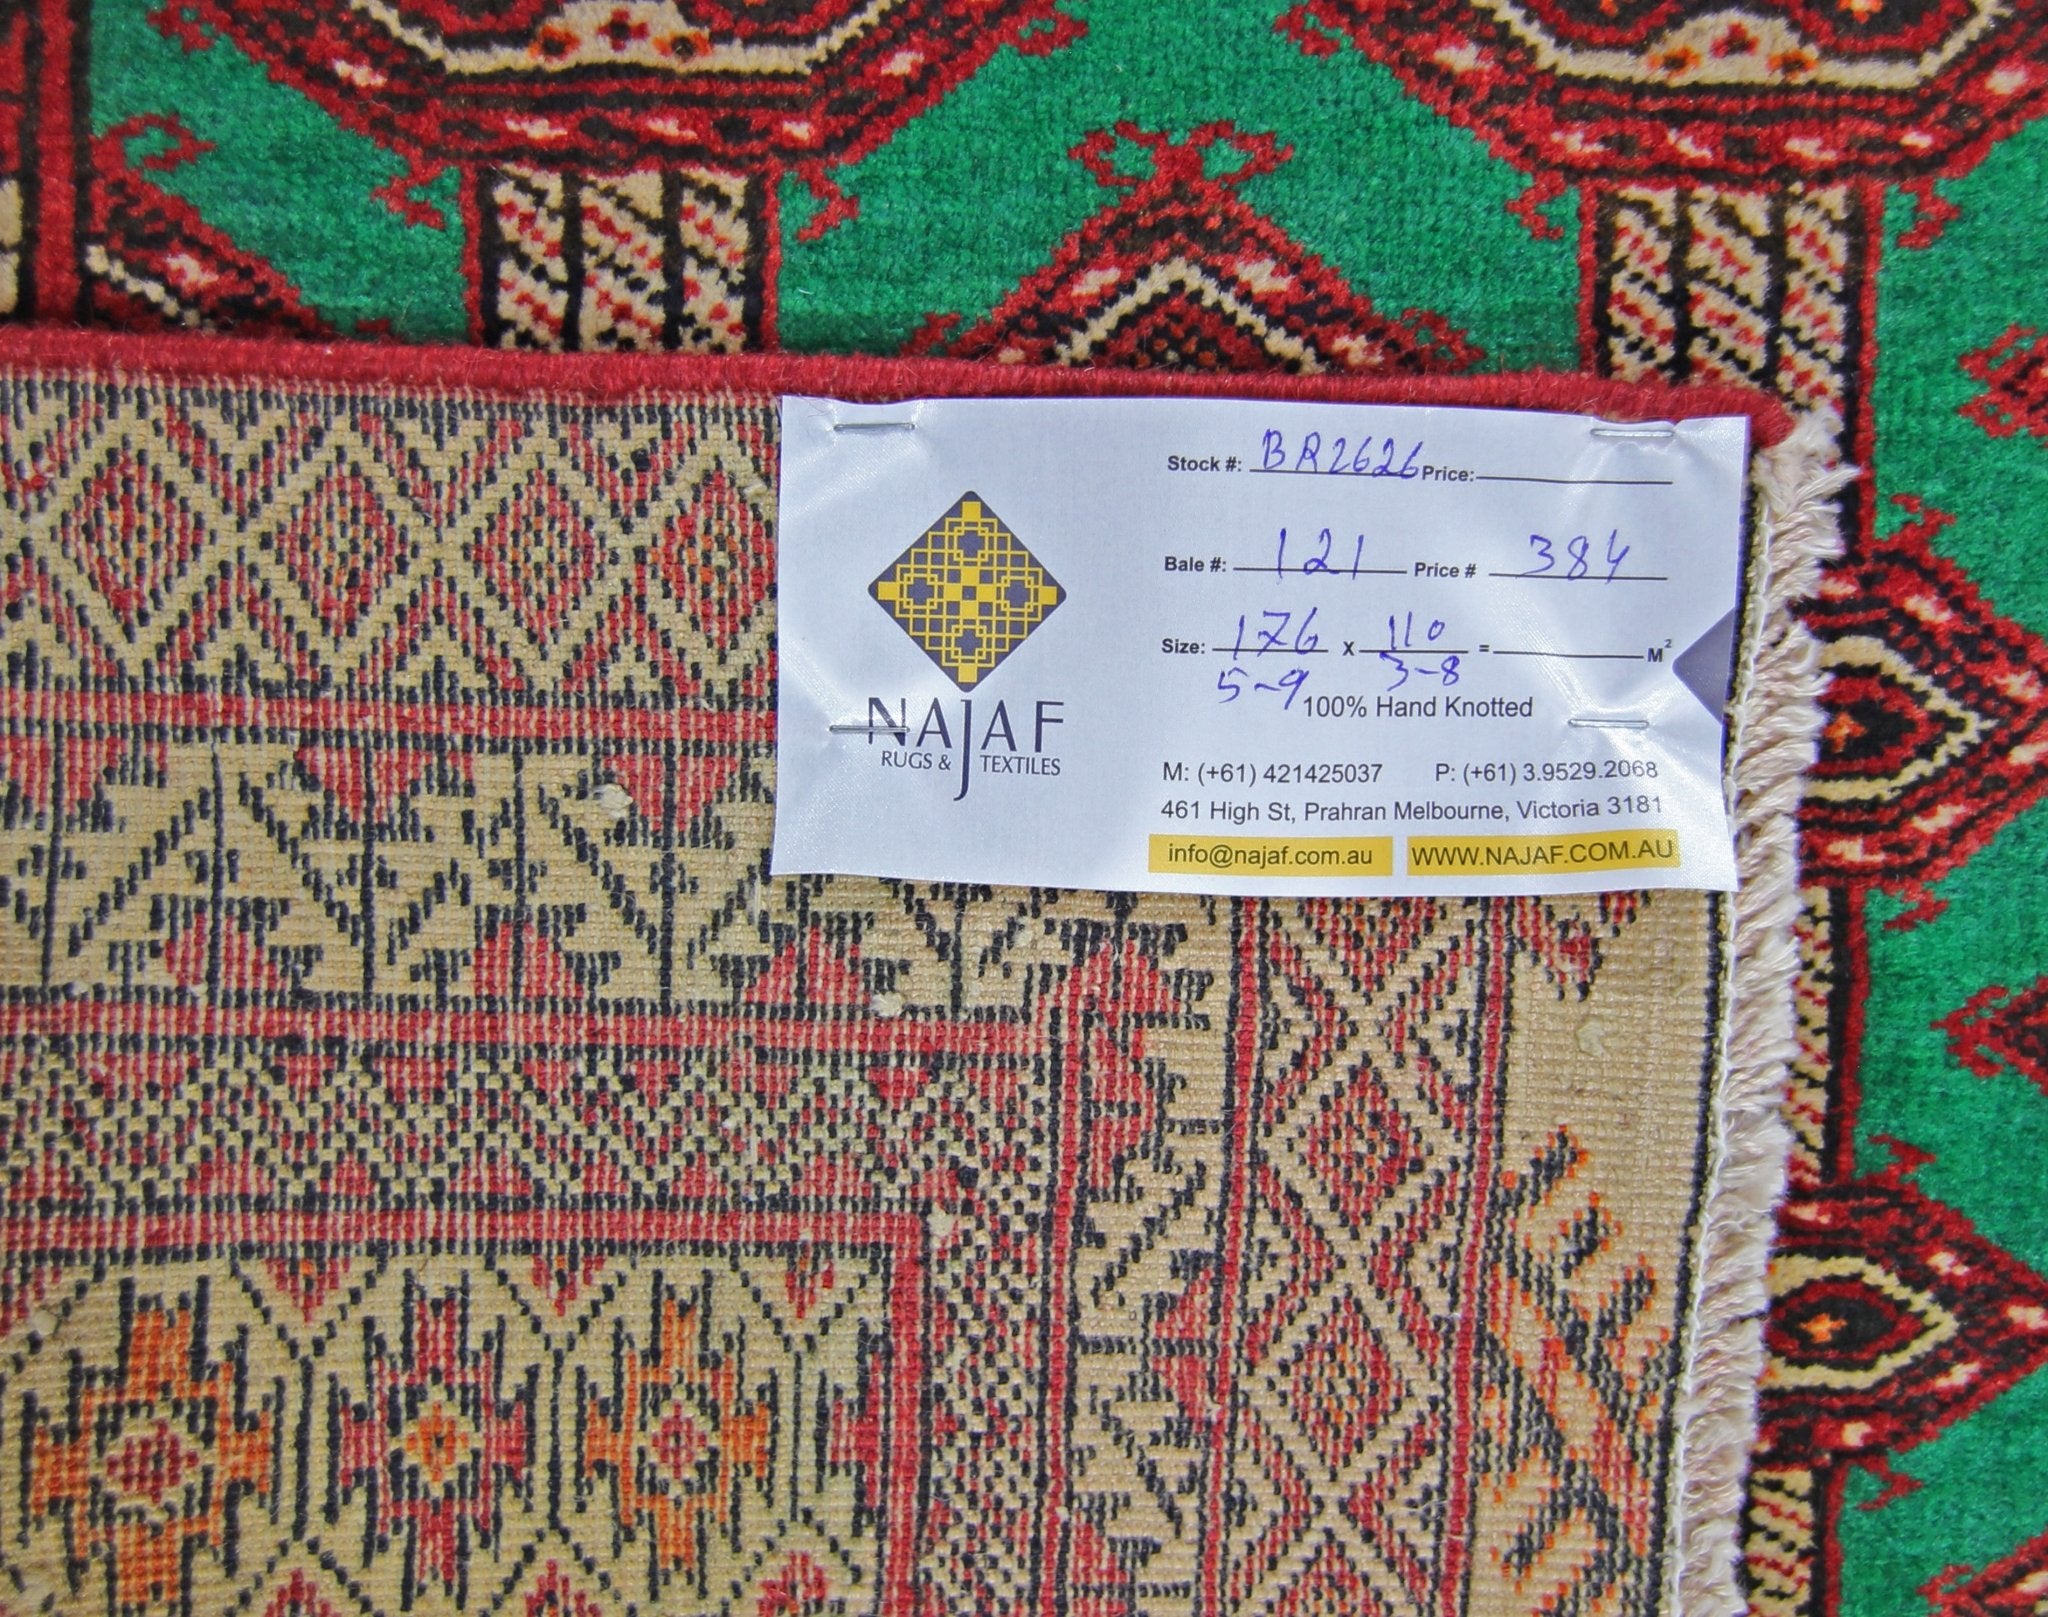 Stock #: BR2626 Price:
Bale #: 121 Price # 384
Size: 176 x 110 = M²
5-9 3-8
100% Hand Knotted
NAJAF
RUGS & TEXTILES
M: (+61) 421425037 P: (+61) 3.9529.2068
461 High St, Prahran Melbourne, Victoria 3181
info@najaf.com.au WWW.NAJAF.COM.AU